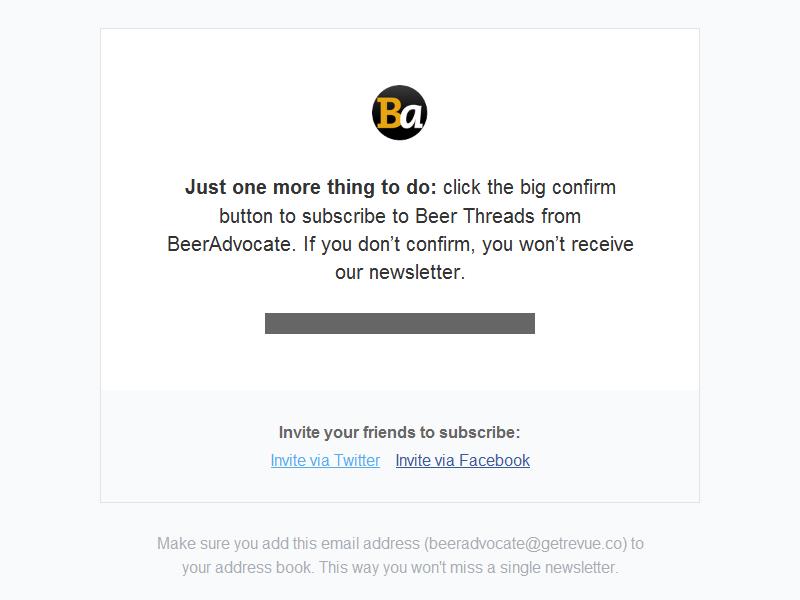 Ba
Just one more thing to do: click the big confirm
button to subscribe to Beer Threads from
BeerAdvocate. If you don’t confirm, you won’t receive
our newsletter.
Invite your friends to subscribe:
Invite via Twitter Invite via Facebook
Make sure you add this email address (beeradvocate@getrevue.co) to
your address book. This way you won't miss a single newsletter.